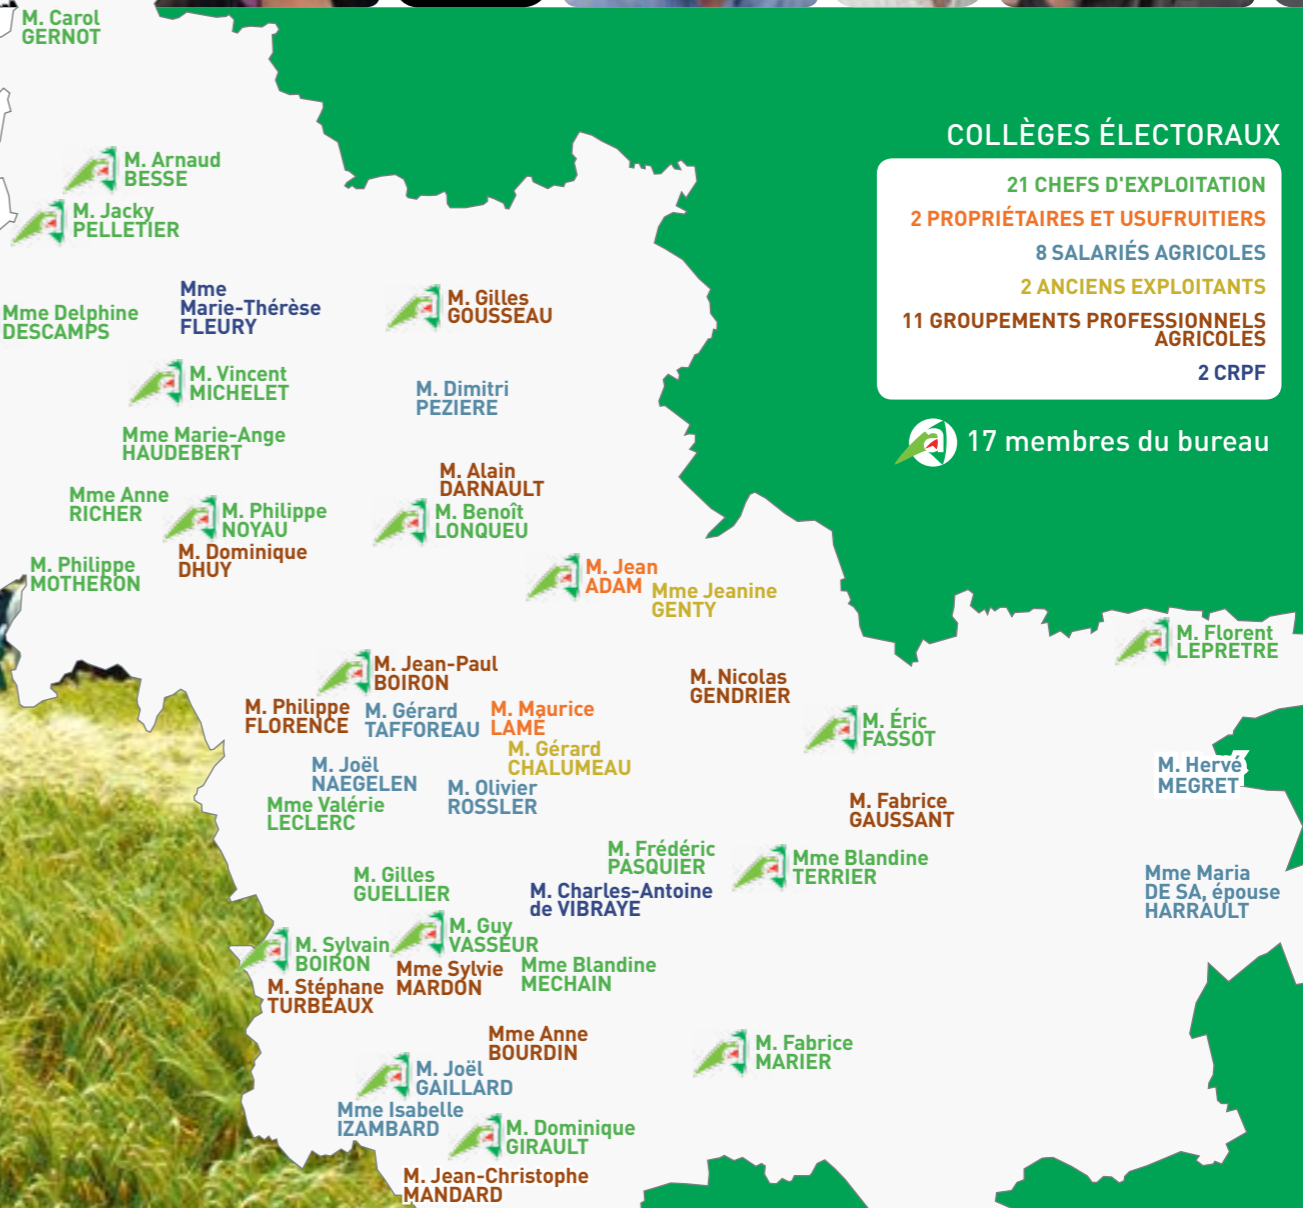 M. Carol
GERNOT
COLLÈGES ÉLECTORAUX
21 CHEFS D'EXPLOITATION
2 PROPRIÉTAIRES ET USUFRUITIERS
8 SALARIÉS AGRICOLES
2 ANCIENS EXPLOITANTS
11 GROUPEMENTS PROFESSIONNELS
AGRICOLES
2 CRPF
17 membres du bureau
M. Arnaud
BESSE
M. Jacky
PELLETIER
Mme Delphine
DESCAMPS
Mme
Marie-Thérèse
FLEURY
M. Gilles
GOUSSEAU
M. Vincent
MICHELET
M. Dimitri
PEZIERE
Mme Marie-Ange
HAUDEBERT
M. Alain
DARNAULT
Mme Anne
RICHER
M. Philippe
NOYAU
M. Benoît
LONQUEU
M. Dominique
DHUY
M. Philippe
MOTHERON
M. Jean
ADAM
Mme Jeanine
GENTY
M. Florent
LEPRETRE
M. Jean-Paul
BOIRON
M. Nicolas
GENDRIER
M. Philippe
FLORENCE
M. Gérard
TAFFOREAU
M. Maurice
LAMÉ
M. Éric
FASSOT
M. Gérard
CHALUMEAU
M. Joël
NAEGELEN
M. Hervé
MEGRET
M. Olivier
ROSSLER
Mme Valérie
LECLERC
M. Fabrice
GAUSSANT
M. Frédéric
PASQUIER
Mme Blandine
TERRIER
M. Gilles
GUELLIER
M. Charles-Antoine
de VIBRAYE
Mme Maria
DE SA, épouse
HARRAULT
M. Guy
VASSEUR
M. Sylvain
BOIRON
Mme Sylvie
MARDON
Mme Blandine
MECHAIN
M. Stéphane
TURBEAUX
Mme Anne
BOURDIN
M. Fabrice
MARIER
M. Joël
GAILLARD
Mme Isabelle
IZAMBARD
M. Dominique
GIRAULT
M. Jean-Christophe
MANDARD